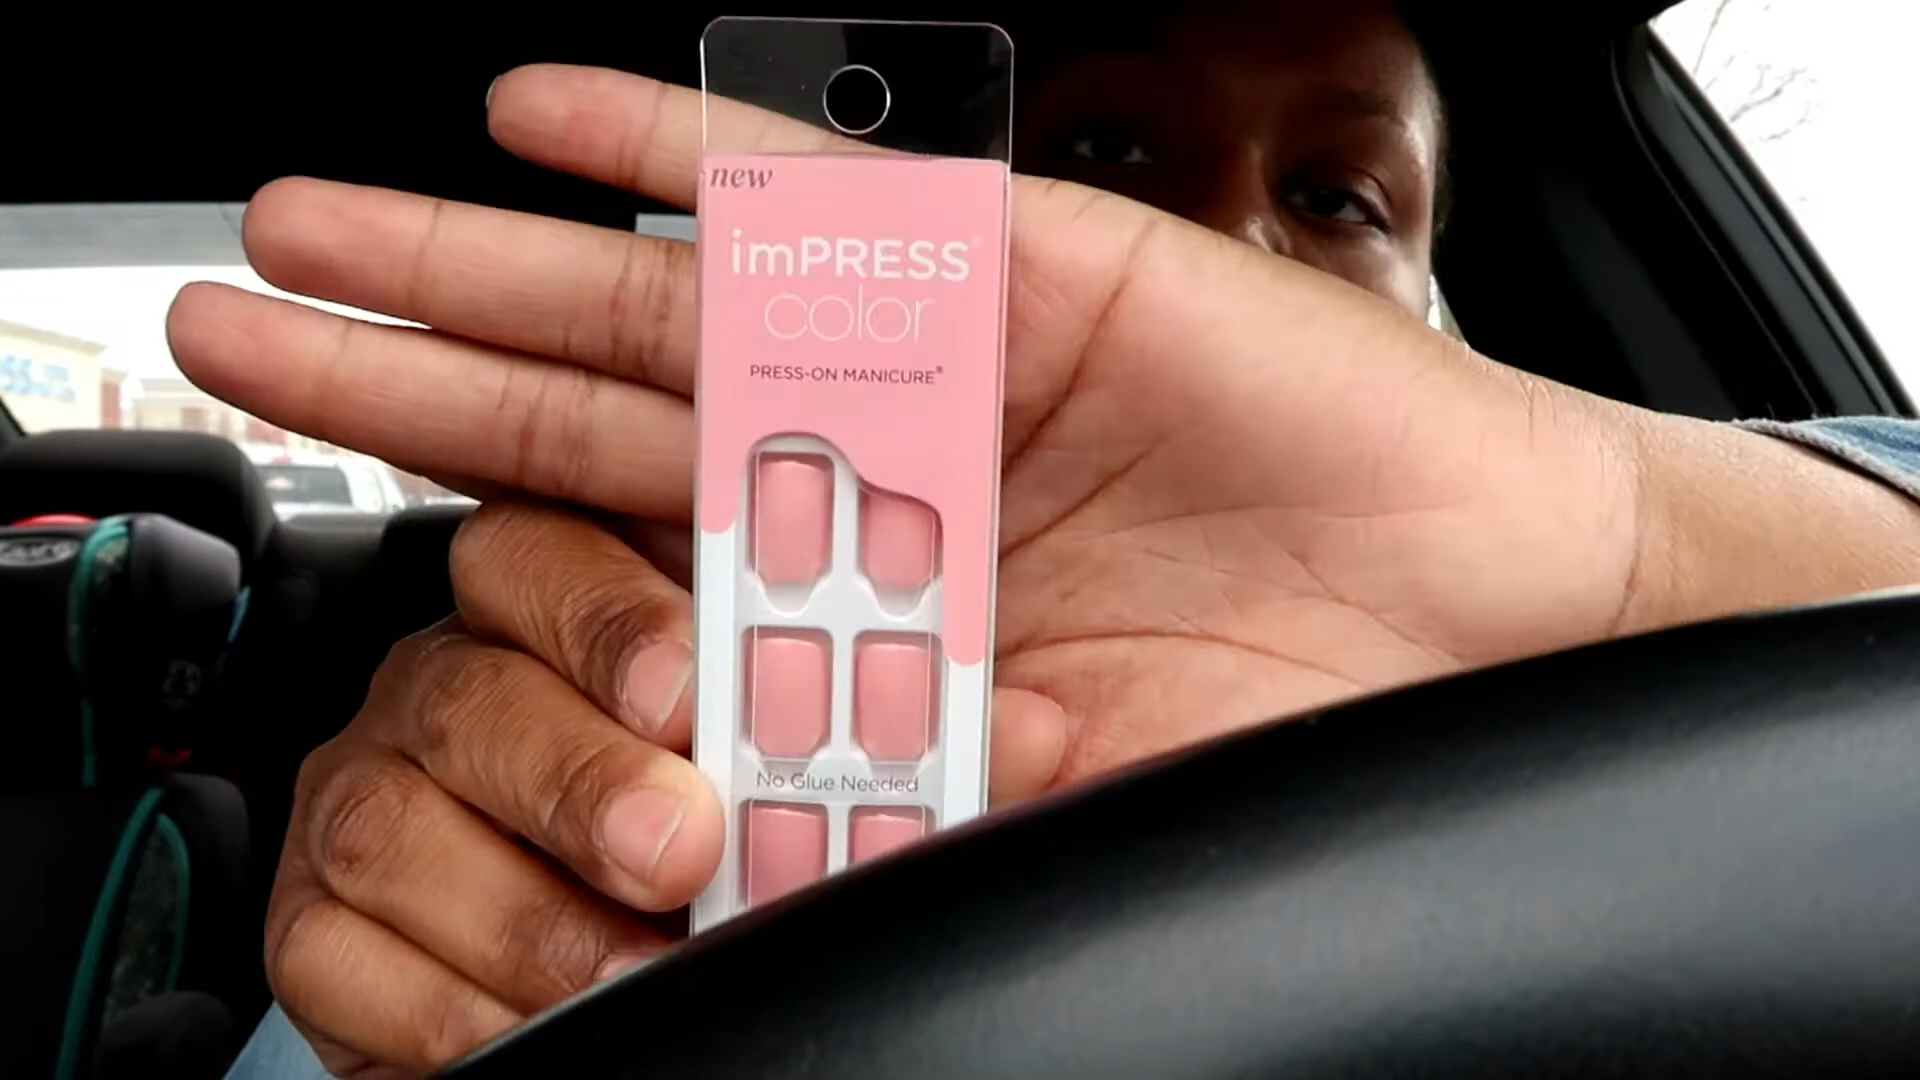 new
imPRESS®
color
PRESS-ON MANICURE®
No Glue Needed